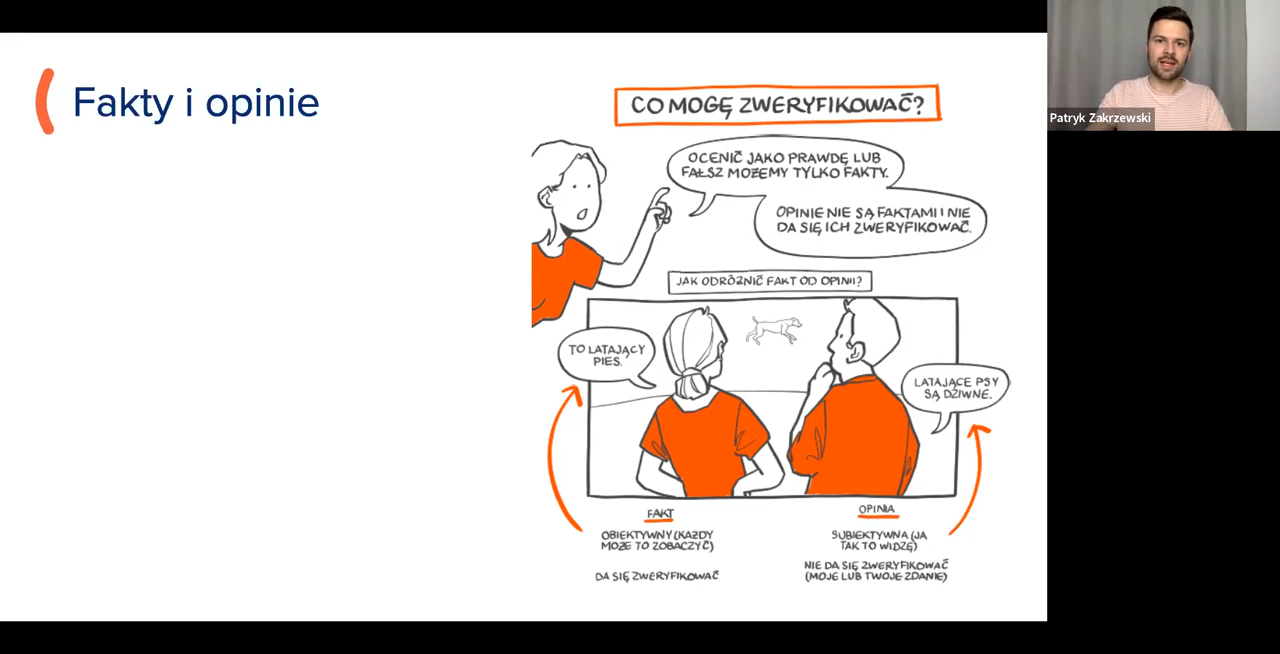 Fakty i opinie
CO MOGĘ ZWERYFIKOWAĆ?
OCENIĆ JAKO PRAWDĘ LUB
FAŁSZ MOŻEMY TYLKO FAKTY.
OPINIE NIE SĄ FAKTAMI I NIE
DA SIĘ ICH ZWERYFIKOWAĆ.
JAK ODRÓŻNIĆ FAKT OD OPINII?
TO LATAJĄCY
PIES.
LATAJĄCE PSY
SĄ DZIWNE.
FAKT
OBIEKTYWNY (KAŻDY
MOŻE TO ZOBACZYĆ)
DA SIĘ ZWERYFIKOWAĆ
OPINIA
SUBIEKTYWNA (JA
TAK TO WIDZĘ)
NIE DA SIĘ ZWERYFIKOWAĆ
(MOJE LUB TWOJE ZDANIE)
Patryk Zakrzewski